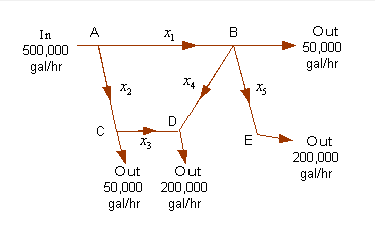 In
500,000
gal/hr
A
x₁
B
Out
50,000
gal/hr
x₂
x₄
x₅
C
x₃
D
E
Out
50,000
gal/hr
Out
200,000
gal/hr
Out
200,000
gal/hr